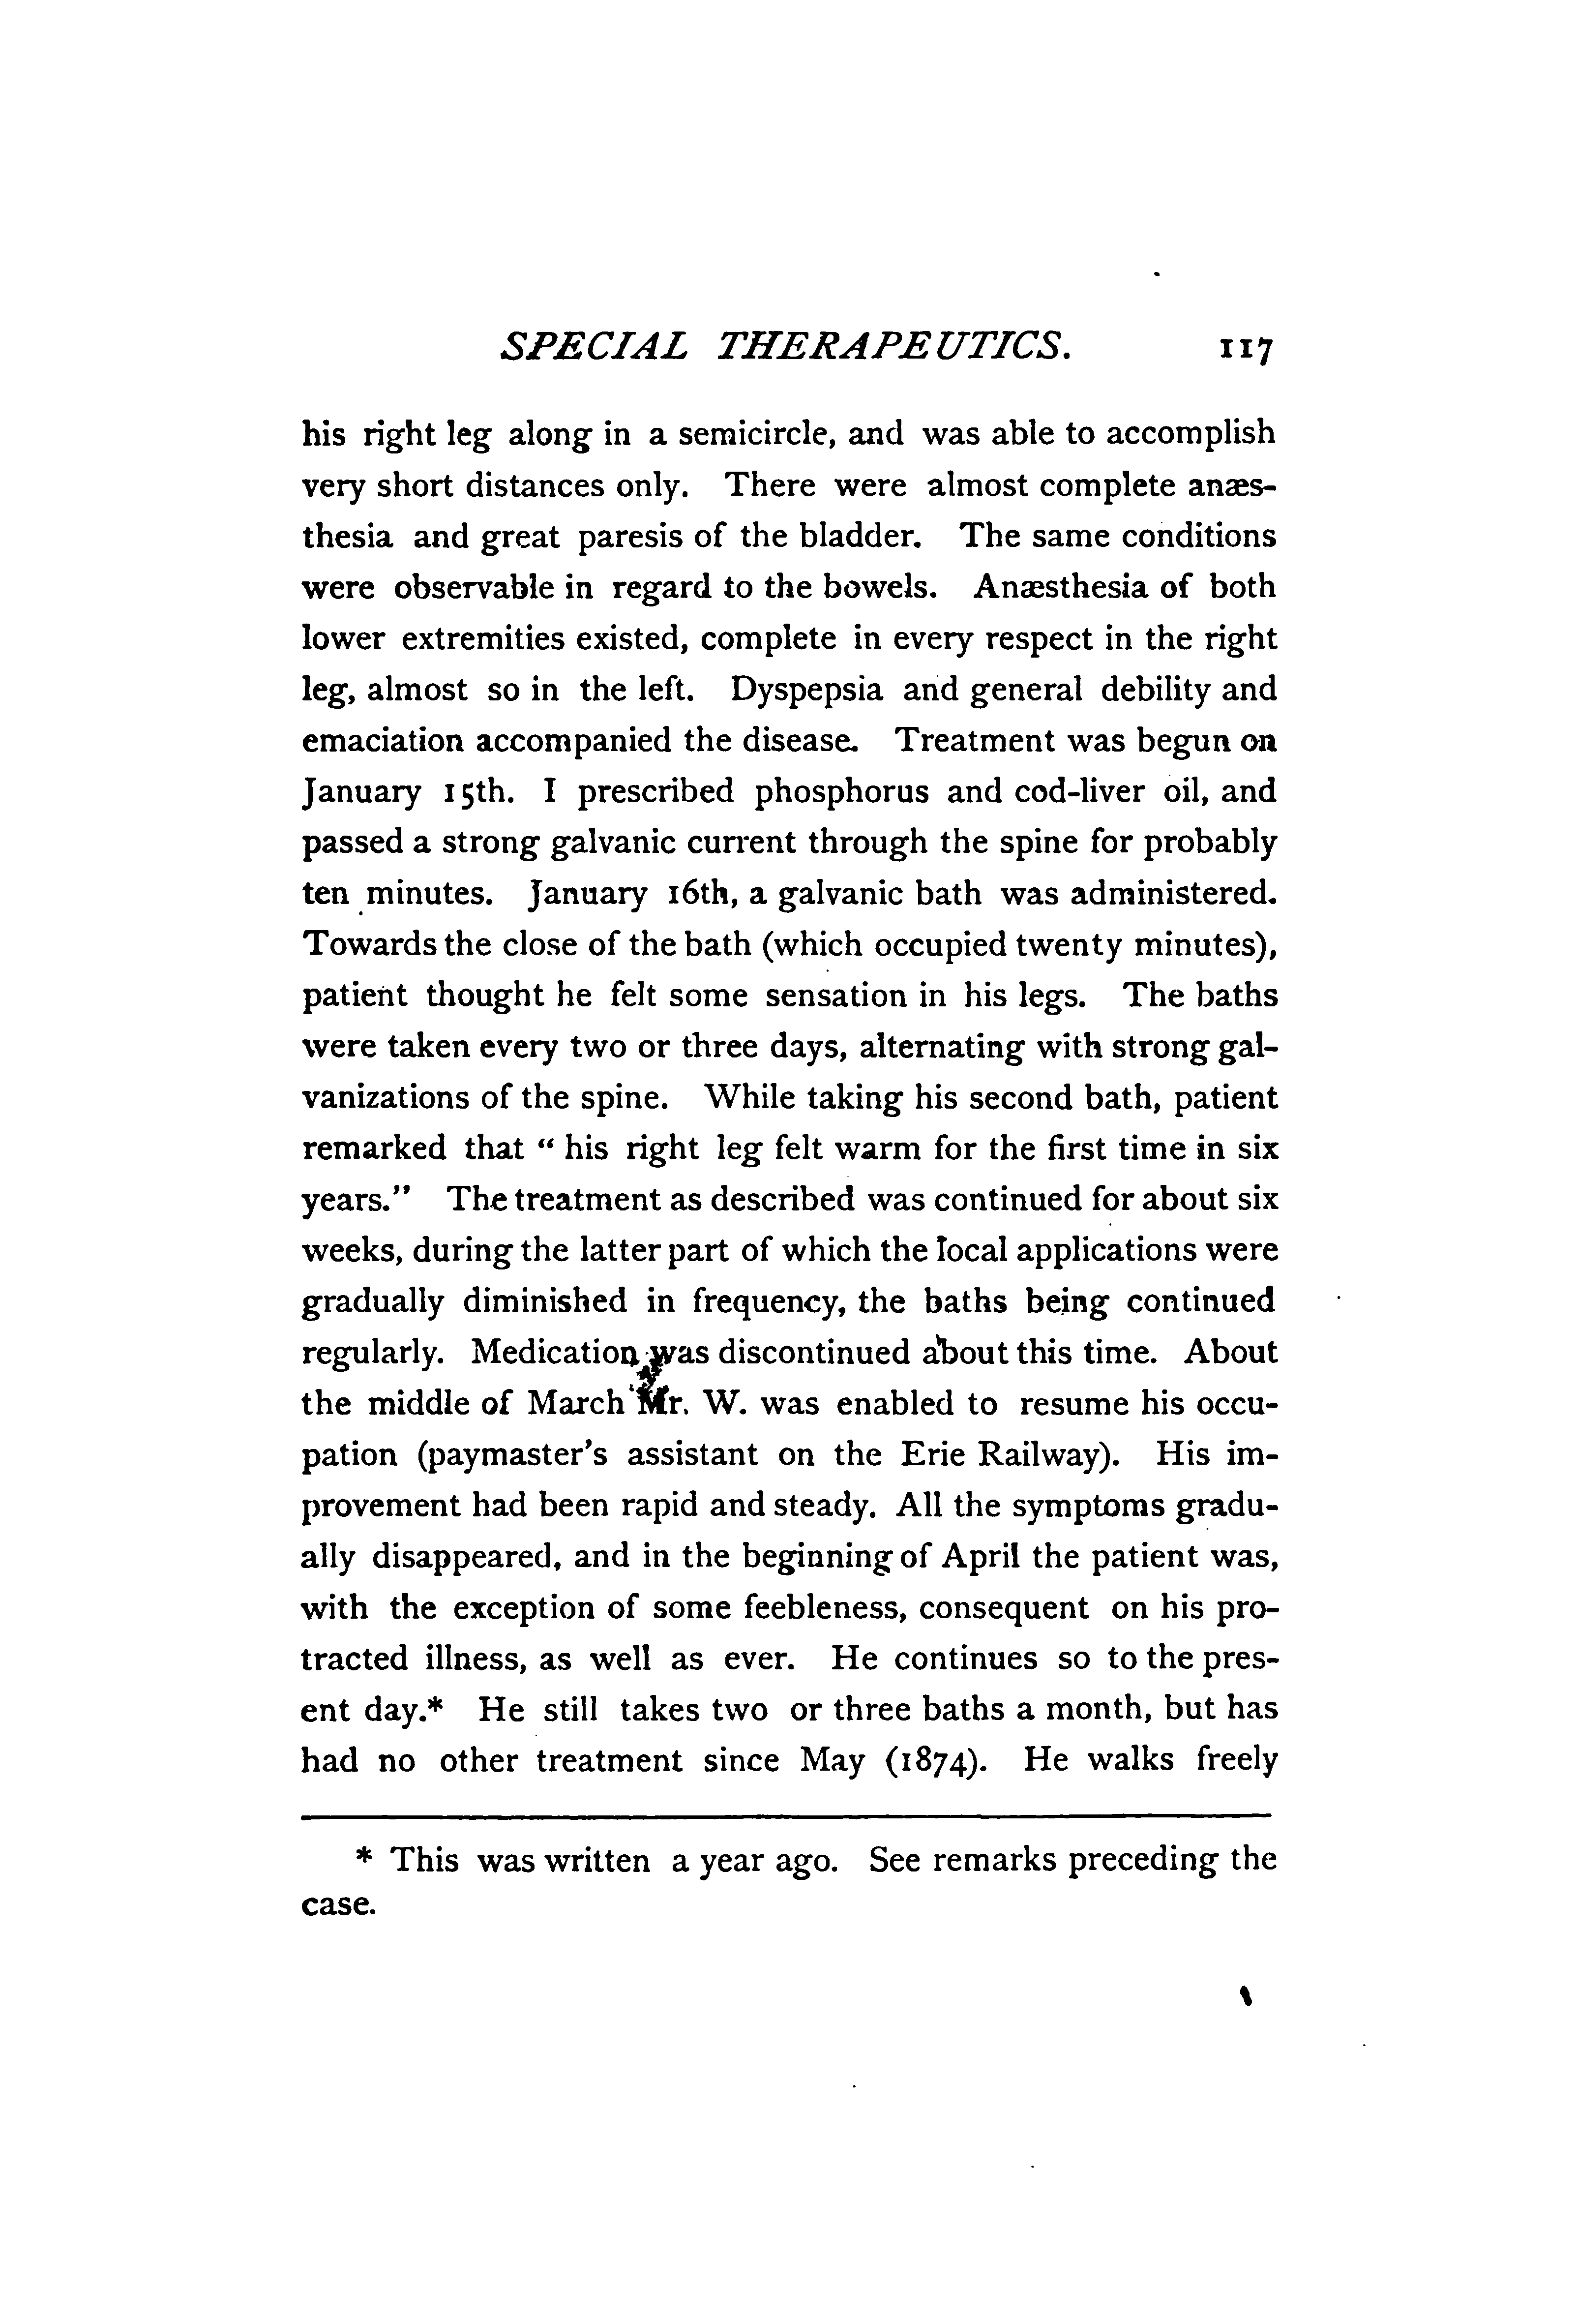 SPECIAL THERAPEUTICS. 117
his right leg along in a semicircle, and was able to accomplish
very short distances only. There were almost complete anæs-
thesia and great paresis of the bladder. The same conditions
were observable in regard to the bowels. Anæsthesia of both
lower extremities existed, complete in every respect in the right
leg, almost so in the left. Dyspepsia and general debility and
emaciation accompanied the disease. Treatment was begun on
January 15th. I prescribed phosphorus and cod-liver oil, and
passed a strong galvanic current through the spine for probably
ten minutes. January 16th, a galvanic bath was administered.
Towards the close of the bath (which occupied twenty minutes),
patient thought he felt some sensation in his legs. The baths
were taken every two or three days, alternating with strong gal-
vanizations of the spine. While taking his second bath, patient
remarked that “ his right leg felt warm for the first time in six
years.” The treatment as described was continued for about six
weeks, during the latter part of which the local applications were
gradually diminished in frequency, the baths being continued
regularly. Medication was discontinued about this time. About
the middle of March Mr. W. was enabled to resume his occu-
pation (paymaster's assistant on the Erie Railway). His im-
provement had been rapid and steady. All the symptoms gradu-
ally disappeared, and in the beginning of April the patient was,
with the exception of some feebleness, consequent on his pro-
tracted illness, as well as ever. He continues so to the pres-
ent day.* He still takes two or three baths a month, but has
had no other treatment since May (1874). He walks freely
* This was written a year ago. See remarks preceding the
case.